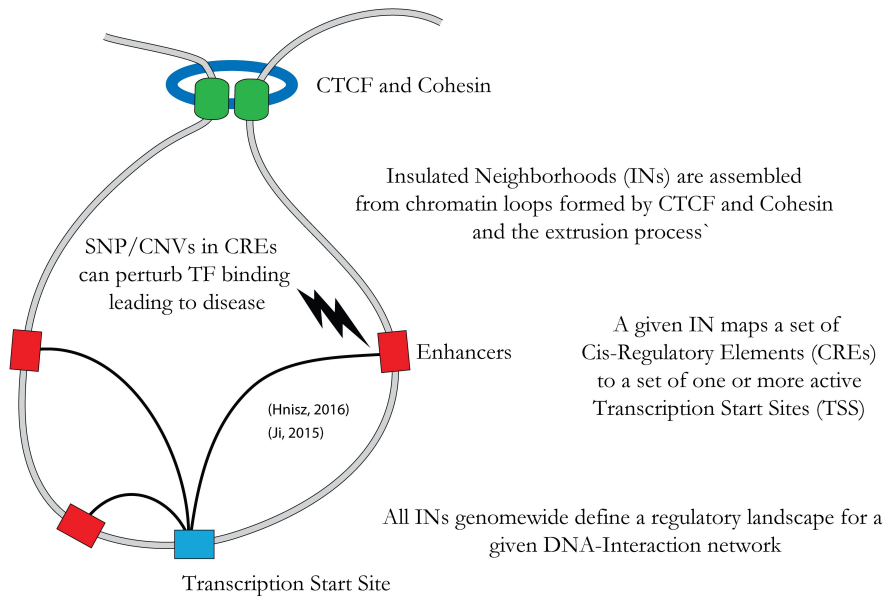 CTCF and Cohesin
Insulated Neighborhoods (INs) are assembled
from chromatin loops formed by CTCF and Cohesin
and the extrusion process`
SNP/CNVs in CREs
can perturb TF binding
leading to disease
Enhancers
A given IN maps a set of
Cis-Regulatory Elements (CREs)
to a set of one or more active
Transcription Start Sites (TSS)
(Hnisz, 2016)
(Ji, 2015)
All INs genomewide define a regulatory landscape for a
given DNA-Interaction network
Transcription Start Site